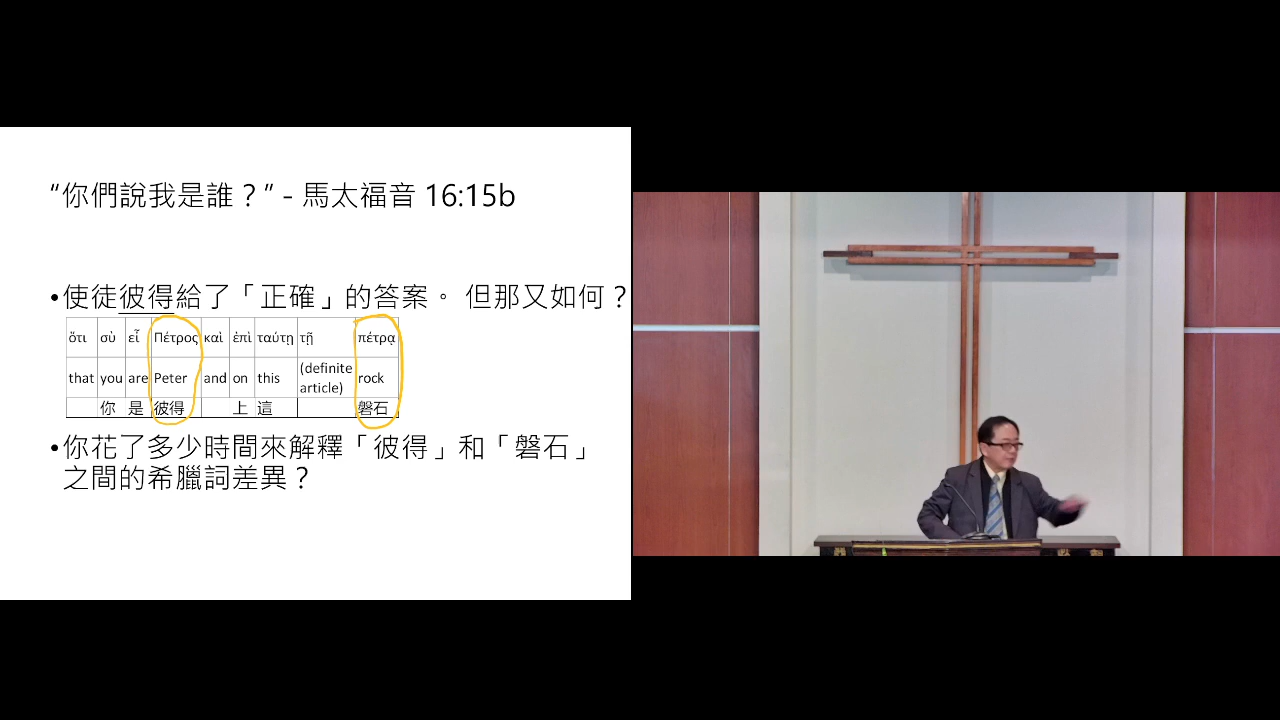 “你們說我是誰？” - 馬太福音 16:15b
•使徒彼得給了「正確」的答案。 但那又如何？
ὅτι σὺ εἶ Πέτρος καὶ ἐπὶ ταύτῃ τῇ πέτρᾳ
that you are Peter and on this (definite article) rock
你 是 彼得 上 這 磐石
•你花了多少時間來解釋「彼得」和「磐石」
之間的希臘詞差異？